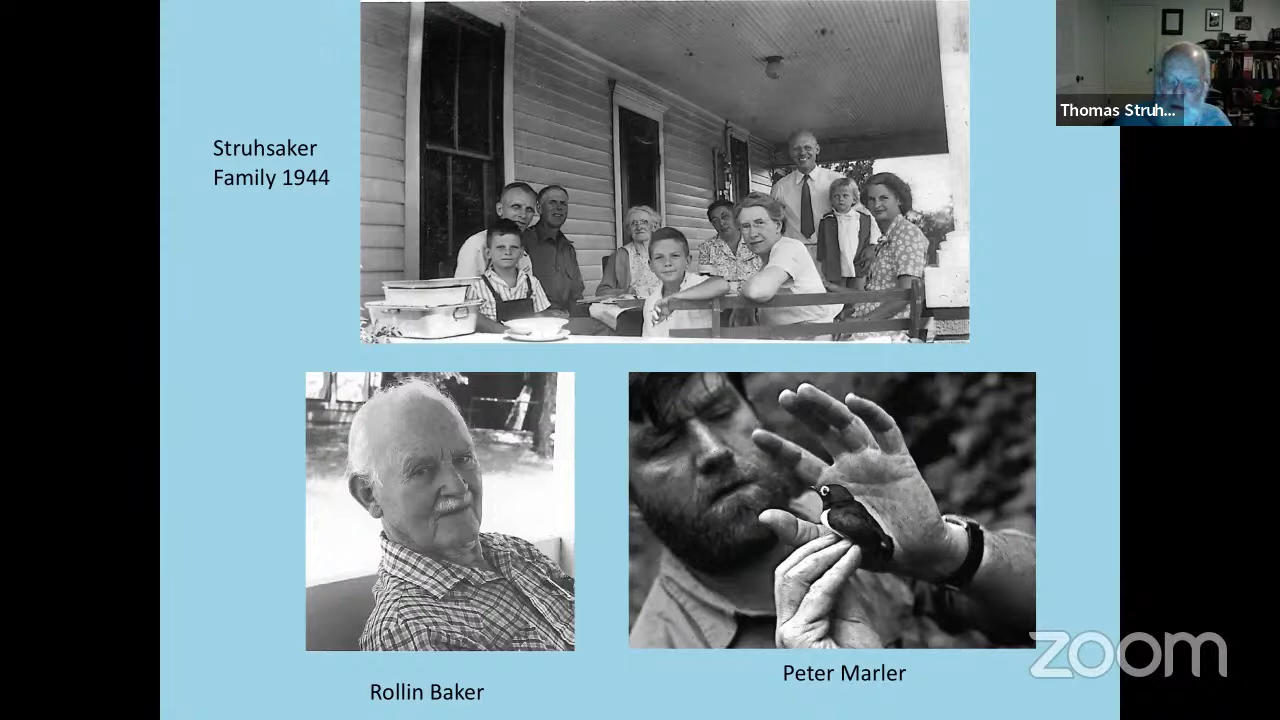 Struhsaker
Family 1944
Thomas Struh...
Rollin Baker
Peter Marler
zoom